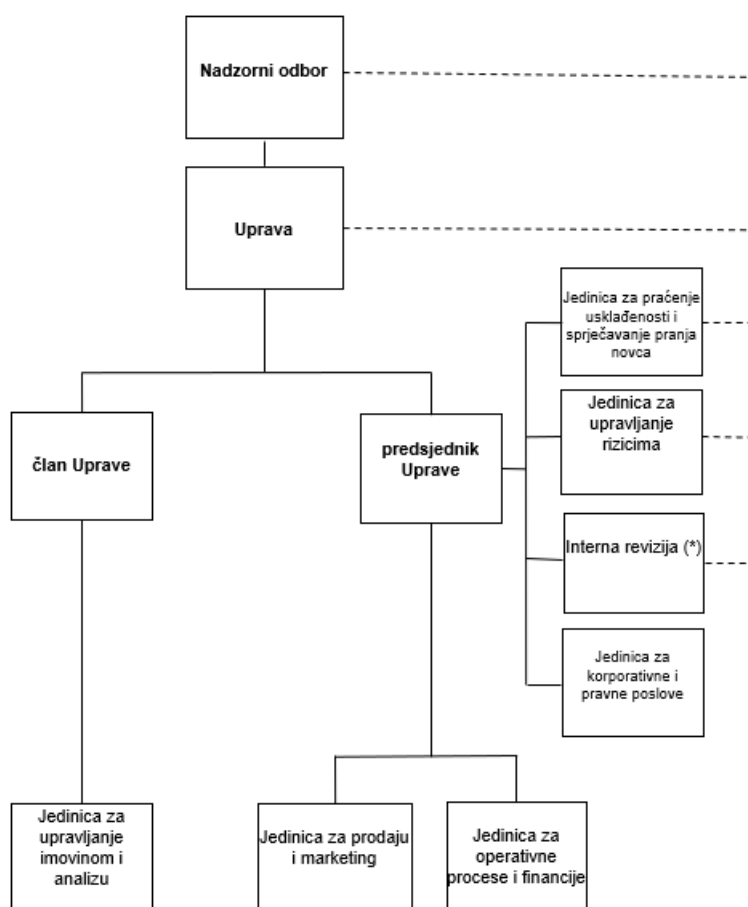 Nadzorni odbor
Uprava
Jedinica za praćenje
usklađenosti i
sprječavanje pranja
novca
Jedinica za
upravljanje
rizicima
član Uprave
predsjednik
Uprave
Interna revizija (*)
Jedinica za
korporativne i
pravne poslove
Jedinica za
upravljanje
imovinom i
analizu
Jedinica za prodaju
i marketing
Jedinica za
operativne
procese i financije